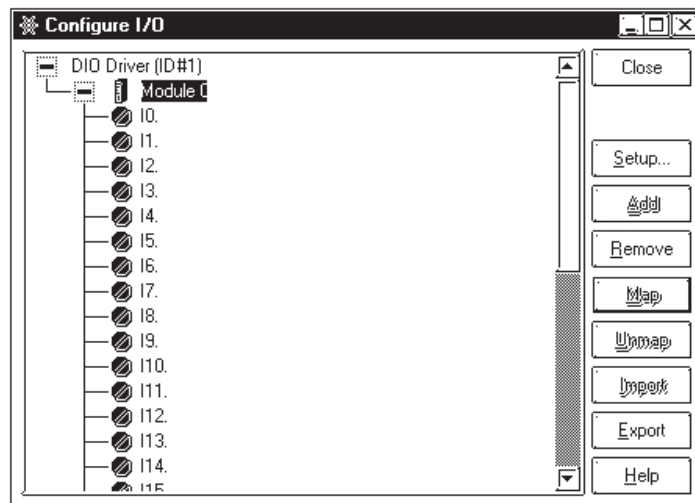 Configure I/O
DIO Driver (ID#1)
Module 0
I0.
I1.
I2.
I3.
I4.
I5.
I6.
I7.
I8.
I9.
I10.
I11.
I12.
I13.
I14.
I15.
Close
Setup...
Add
Remove
Map
Unmap
Import
Export
Help